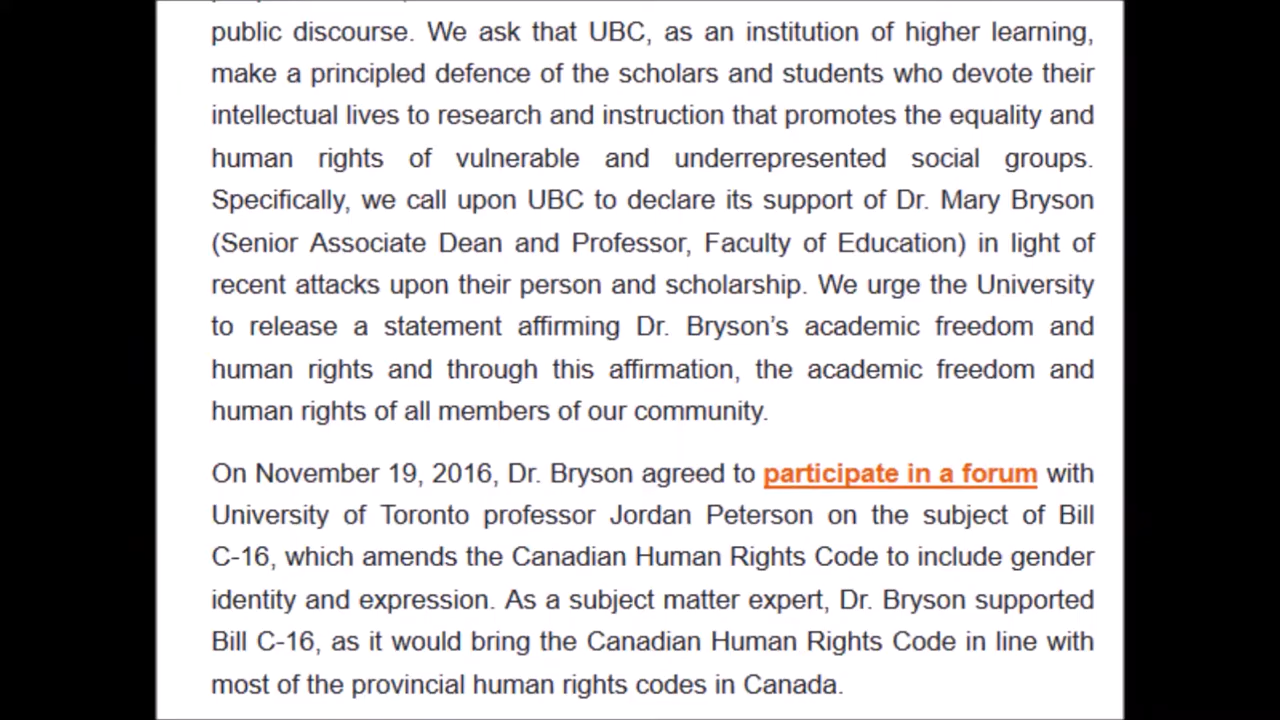 public discourse. We ask that UBC, as an institution of higher learning,
make a principled defence of the scholars and students who devote their
intellectual lives to research and instruction that promotes the equality and
human rights of vulnerable and underrepresented social groups.
Specifically, we call upon UBC to declare its support of Dr. Mary Bryson
(Senior Associate Dean and Professor, Faculty of Education) in light of
recent attacks upon their person and scholarship. We urge the University
to release a statement affirming Dr. Bryson’s academic freedom and
human rights and through this affirmation, the academic freedom and
human rights of all members of our community.
On November 19, 2016, Dr. Bryson agreed to participate in a forum with
University of Toronto professor Jordan Peterson on the subject of Bill
C-16, which amends the Canadian Human Rights Code to include gender
identity and expression. As a subject matter expert, Dr. Bryson supported
Bill C-16, as it would bring the Canadian Human Rights Code in line with
most of the provincial human rights codes in Canada.